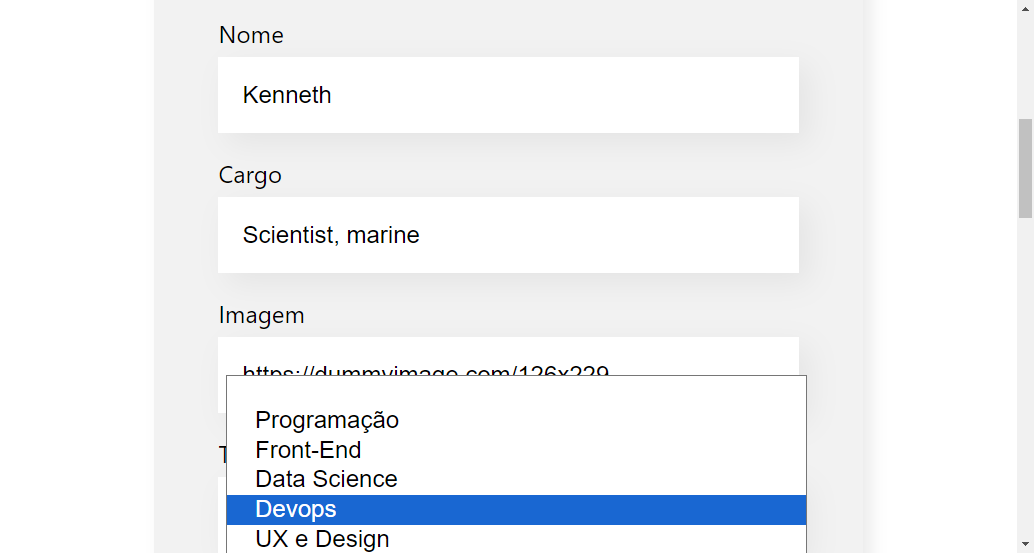 Nome
Kenneth
Cargo
Scientist, marine
Imagem
https://dummyimage.com/126x229
Programação
Front-End
Data Science
Devops
UX e Design